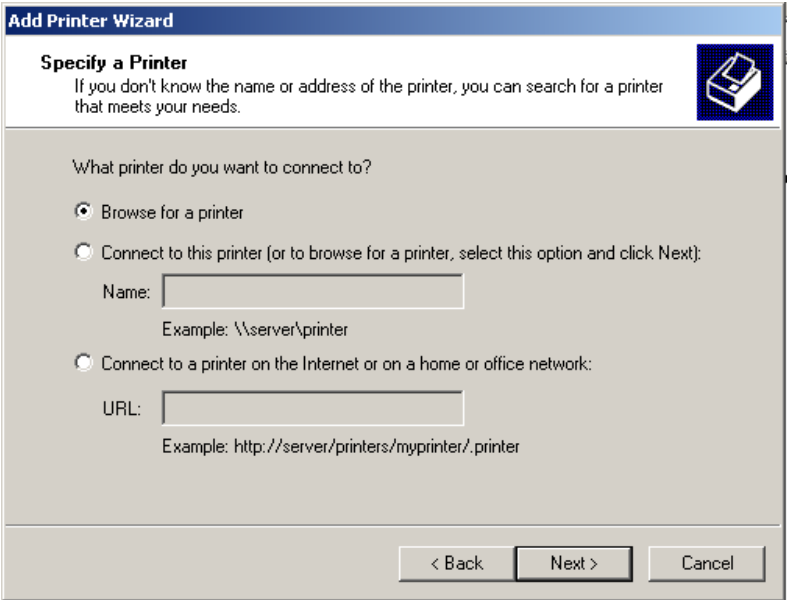 Add Printer Wizard
Specify a Printer
If you don't know the name or address of the printer, you can search for a printer
that meets your needs.
What printer do you want to connect to?
Browse for a printer
Connect to this printer (or to browse for a printer, select this option and click Next):
Name:
Example: \\server\printer
Connect to a printer on the Internet or on a home or office network:
URL:
Example: http://server/printers/myprinter/.printer
< Back Next > Cancel